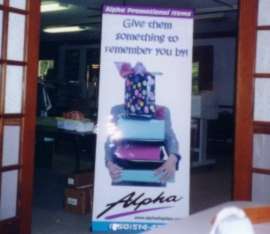 Alpha Promotional Items
Give them
something to
remember you by!
Alpha